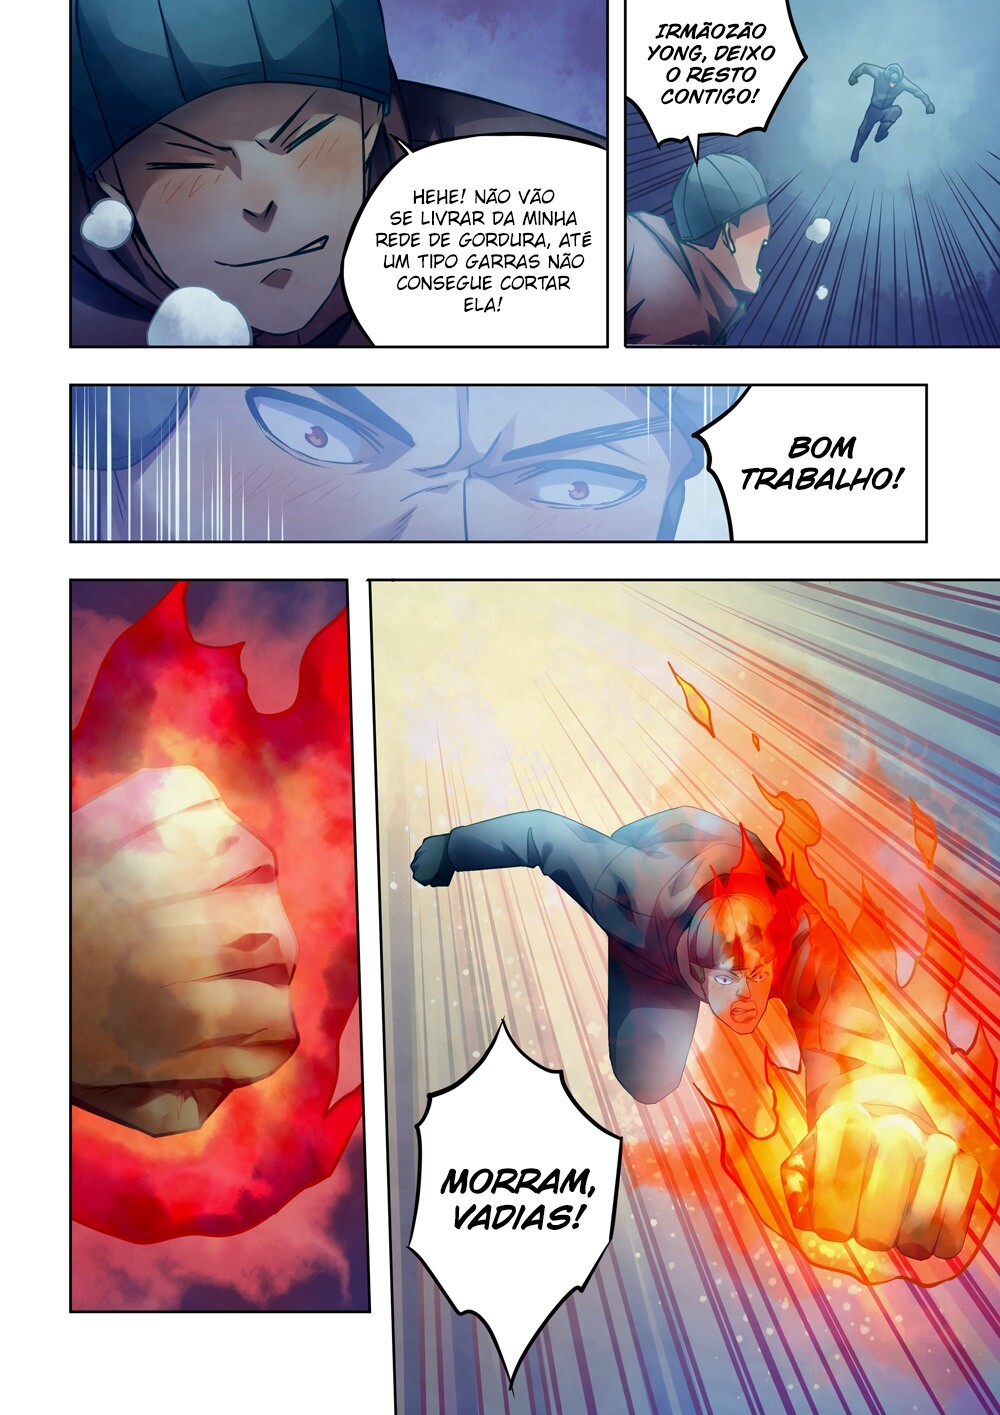 HEHE! NÃO VÃO
SE LIVRAR DA MINHA
REDE DE GORDURA, ATÉ
UM TIPO GARRAS NÃO
CONSEGUE CORTAR
ELA!
IRMÃOZÃO
YONG, DEIXO
O RESTO
CONTIGO!
BOM
TRABALHO!
MORRAM,
VADIAS!